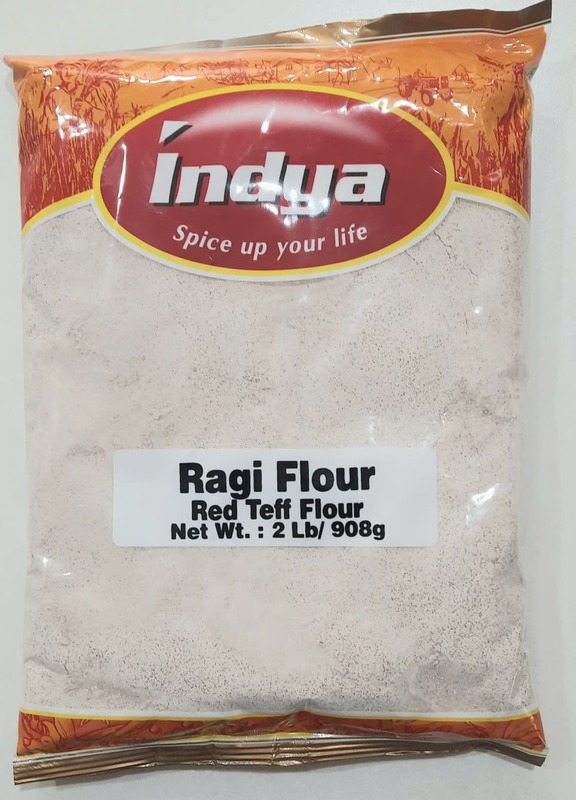 Indya
Spice up your life
Ragi Flour
Red Teff Flour
Net Wt. : 2 Lb/ 908g